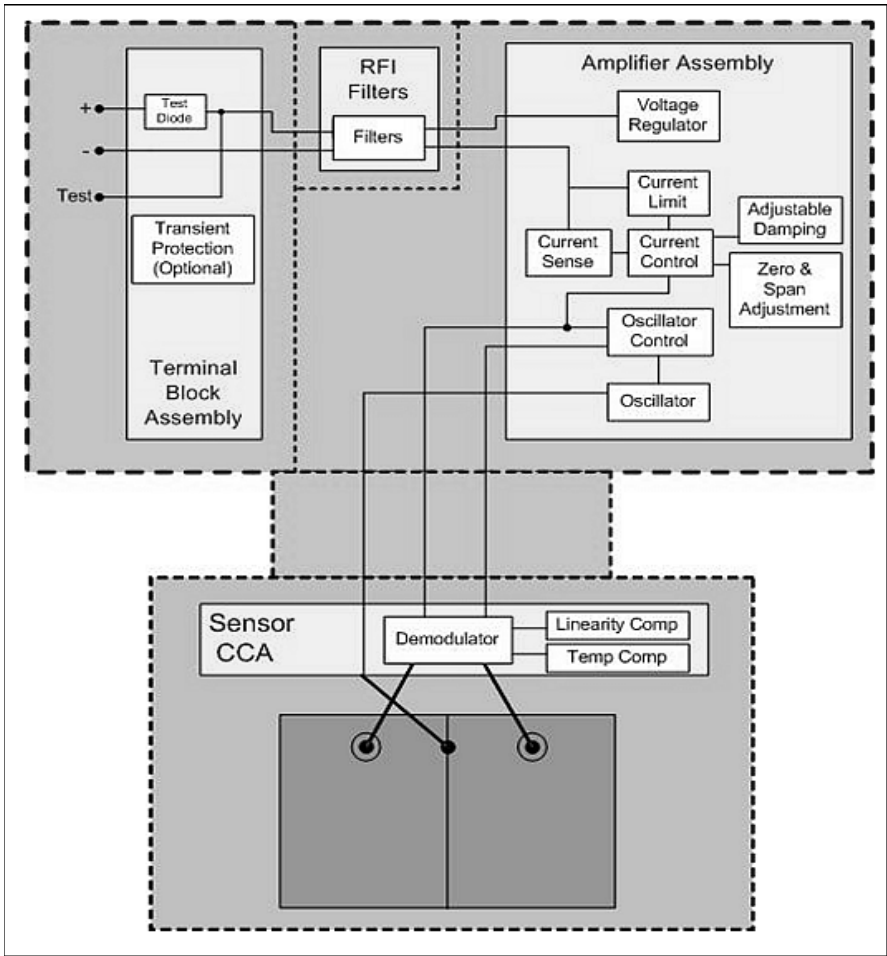 +
Test
Diode
-
Test
Transient
Protection
(Optional)
Terminal
Block
Assembly
RFI
Filters
Filters
Amplifier Assembly
Voltage
Regulator
Current
Limit
Adjustable
Damping
Current
Sense
Current
Control
Zero &
Span
Adjustment
Oscillator
Control
Oscillator
Sensor
CCA
Demodulator
Linearity Comp
Temp Comp